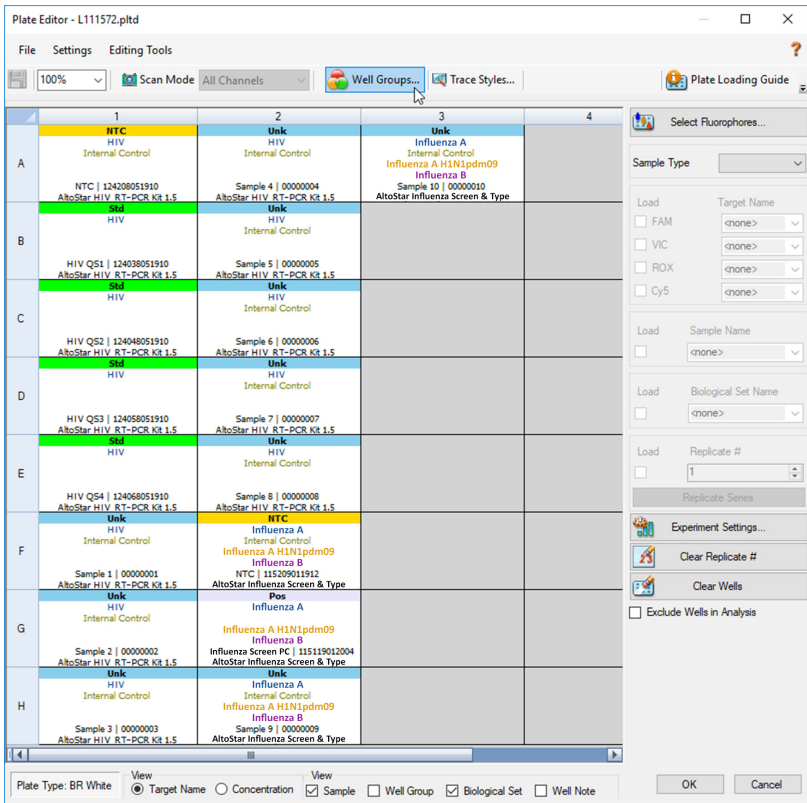 Plate Editor - L111572.pltd
File Settings Editing Tools ?
100% Scan Mode All Channels Well Groups... Trace Styles... Plate Loading Guide
1 2 3 4
A
NTC
HIV
Internal Control
NTC | 124208051910
AltoStar HIV RT-PCR Kit 1.5
Unk
HIV
Internal Control
Sample 4 | 00000004
AltoStar HIV RT-PCR Kit 1.5
Unk
Influenza A
Internal Control
Influenza A H1N1pdm09
Influenza B
Sample 10 | 00000010
AltoStar Influenza Screen & Type
B
Std
HIV
HIV QS1 | 124038051910
AltoStar HIV RT-PCR Kit 1.5
Unk
HIV
Internal Control
Sample 5 | 00000005
AltoStar HIV RT-PCR Kit 1.5
C
Std
HIV
HIV QS2 | 124048051910
AltoStar HIV RT-PCR Kit 1.5
Unk
HIV
Internal Control
Sample 6 | 00000006
AltoStar HIV RT-PCR Kit 1.5
D
Std
HIV
HIV QS3 | 124058051910
AltoStar HIV RT-PCR Kit 1.5
Unk
HIV
Internal Control
Sample 7 | 00000007
AltoStar HIV RT-PCR Kit 1.5
E
Std
HIV
HIV QS4 | 124068051910
AltoStar HIV RT-PCR Kit 1.5
Unk
HIV
Internal Control
Sample 8 | 00000008
AltoStar HIV RT-PCR Kit 1.5
F
Unk
HIV
Internal Control
Sample 1 | 00000001
AltoStar HIV RT-PCR Kit 1.5
NTC
Influenza A
Internal Control
Influenza A H1N1pdm09
Influenza B
NTC | 115209011912
AltoStar Influenza Screen & Type
G
Unk
HIV
Internal Control
Sample 2 | 00000002
AltoStar HIV RT-PCR Kit 1.5
Pos
Influenza A
Influenza A H1N1pdm09
Influenza B
Influenza Screen PC | 115119012004
AltoStar Influenza Screen & Type
H
Unk
HIV
Internal Control
Sample 3 | 00000003
AltoStar HIV RT-PCR Kit 1.5
Unk
Influenza A
Internal Control
Influenza A H1N1pdm09
Influenza B
Sample 9 | 00000009
AltoStar Influenza Screen & Type
Select Fluorophores...
Sample Type
Load Target Name
FAM <none>
VIC <none>
ROX <none>
Cy5 <none>
Load Sample Name
<none>
Load Biological Set Name
<none>
Load Replicate #
1
Replicate Series
Experiment Settings...
Clear Replicate #
Clear Wells
Exclude Wells in Analysis
Plate Type: BR White
View
Target Name Concentration
View
Sample Well Group Biological Set Well Note
OK Cancel